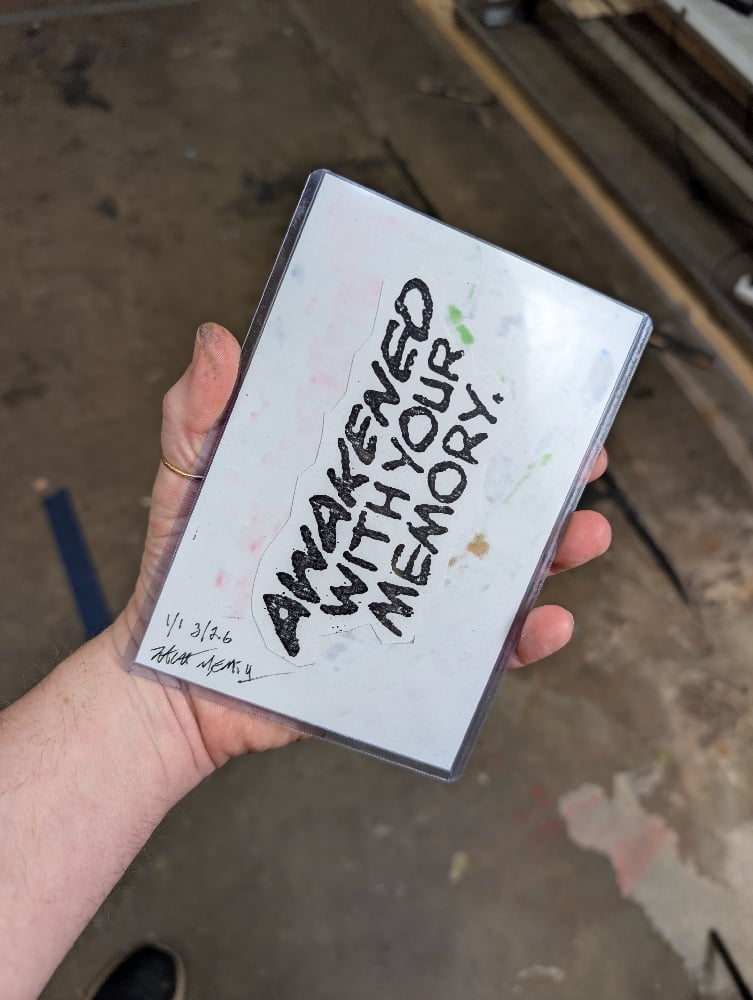 AWAKENED
WITH YOUR
MEMORY.
1/1 3/26